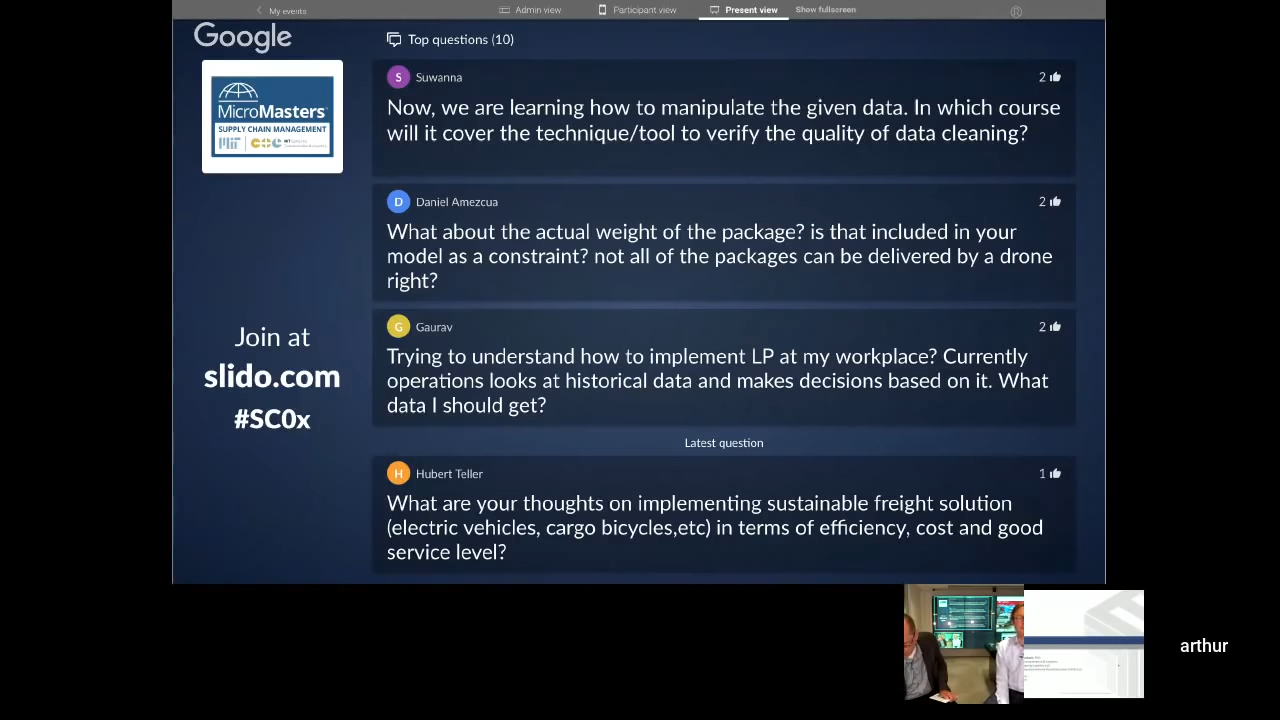 My events
Admin view
Participant view
Present view
Show fullscreen
Google
Top questions (10)
MicroMasters
SUPPLY CHAIN MANAGEMENT
S Suwanna 2
Now, we are learning how to manipulate the given data. In which course
will it cover the technique/tool to verify the quality of data cleaning?
D Daniel Amezcua 2
What about the actual weight of the package? is that included in your
model as a constraint? not all of the packages can be delivered by a drone
right?
Join at
slido.com
#SC0x
G Gaurav 2
Trying to understand how to implement LP at my workplace? Currently
operations looks at historical data and makes decisions based on it. What
data I should get?
Latest question
H Hubert Teller 1
What are your thoughts on implementing sustainable freight solution
(electric vehicles, cargo bicycles,etc) in terms of efficiency, cost and good
service level?
arthur